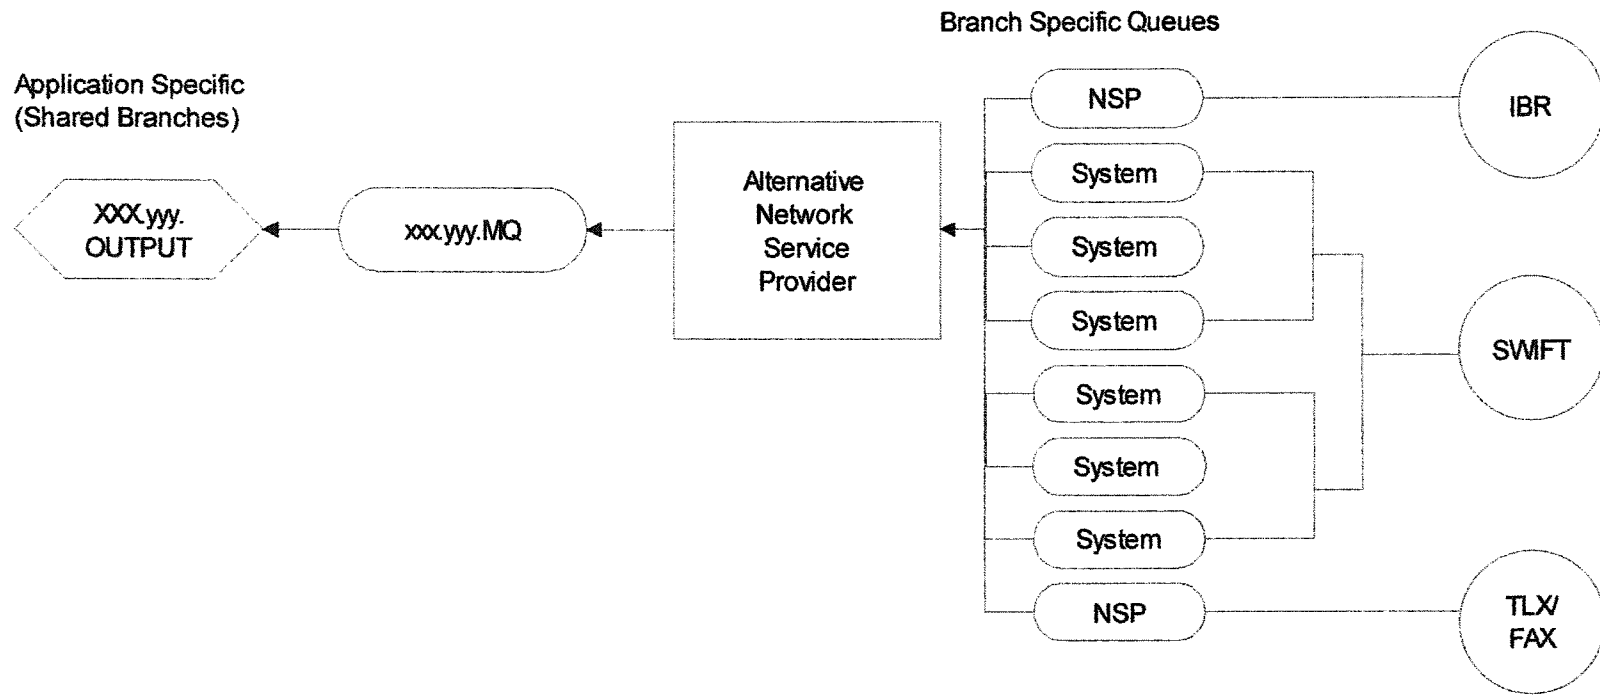 Branch Specific Queues
Application Specific
(Shared Branches)
XXX.yyy.
OUTPUT
xxx.yyy.MQ
Alternative
Network
Service
Provider
NSP
System
System
System
System
System
System
NSP
IBR
SWIFT
TLX/
FAX